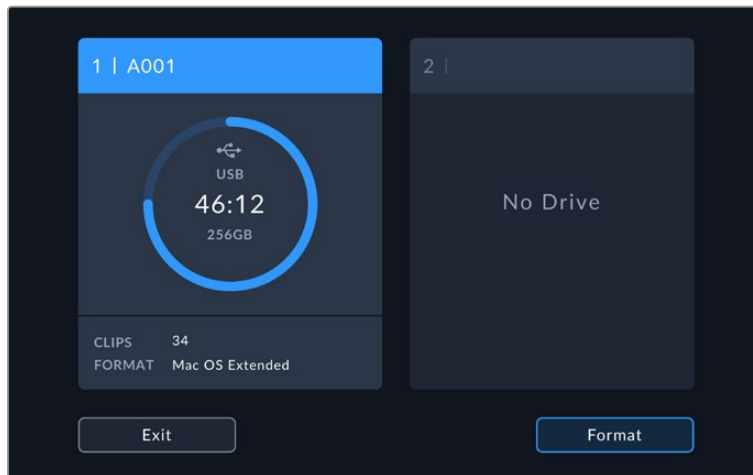 1 | A001
USB
46:12
256GB
CLIPS 34
FORMAT Mac OS Extended
2 |
No Drive
Exit
Format